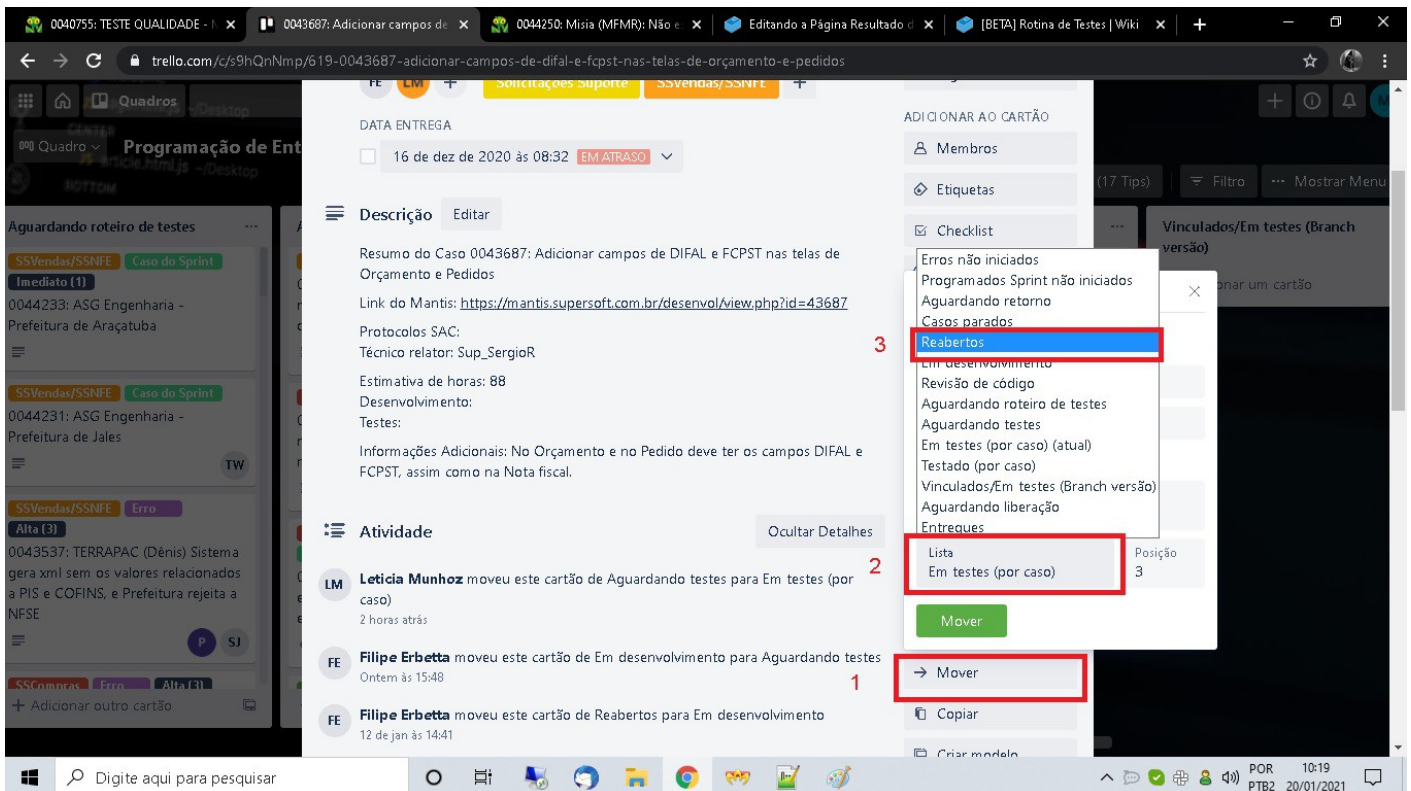 0040755: TESTE QUALIDADE - N
0043687: Adicionar campos de
0044250: Misia (MFMR): Não e
Editando a Página Resultado d
[BETA] Rotina de Testes | Wiki
trello.com/c/s9hQnNmp/619-0043687-adicionar-campos-de-difal-e-fcpst-nas-telas-de-orçamento-e-pedidos
Quadros
Quadro
Programação de Ent
(17 Tips)
Filtro
Mostrar Menu
Aguardando roteiro de testes
SSVendas/SSNFE
Caso do Sprint
Imediato (1)
0044233: ASG Engenharia -
Prefeitura de Araçatuba
SSVendas/SSNFE
Caso do Sprint
0044231: ASG Engenharia -
Prefeitura de Jales
TW
SSVendas/SSNFE
Erro
Alta (3)
0043537: TERRAPAC (Dênis) Sistema
gera xml sem os valores relacionados
a PIS e COFINS, e Prefeitura rejeita a
NFSE
P
SJ
SSCompras
Erro
Alta (3)
+ Adicionar outro cartão
FE
LM
Solicitações Suporte
SSVendas/SSNFE
DATA ENTREGA
16 de dez de 2020 às 08:32
EM ATRASO
Descrição
Editar
Resumo do Caso 0043687: Adicionar campos de DIFAL e FCPST nas telas de
Orçamento e Pedidos
Link do Mantis: https://mantis.supersoft.com.br/desenvol/view.php?id=43687
Protocolos SAC:
Técnico relator: Sup_SergioR
Estimativa de horas: 88
Desenvolvimento:
Testes:
Informações Adicionais: No Orçamento e no Pedido deve ter os campos DIFAL e
FCPST, assim como na Nota fiscal.
Atividade
Ocultar Detalhes
LM
Leticia Munhoz moveu este cartão de Aguardando testes para Em testes (por
caso)
2 horas atrás
FE
Filipe Erbetta moveu este cartão de Em desenvolvimento para Aguardando testes
Ontem às 15:48
FE
Filipe Erbetta moveu este cartão de Reabertos para Em desenvolvimento
12 de jan às 14:41
ADICIONAR AO CARTÃO
Membros
Etiquetas
Checklist
Erros não iniciados
Programados Sprint não iniciados
Aguardando retorno
Casos parados
3
Reabertos
Em desenvolvimento
Revisão de código
Aguardando roteiro de testes
Aguardando testes
Em testes (por caso) (atual)
Testado (por caso)
Vinculados/Em testes (Branch versão)
Aguardando liberação
Entregues
2
Lista
Em testes (por caso)
Posição
3
Mover
1
Mover
Copiar
Criar modelo
Vinculados/Em testes (Branch
versão)
onar um cartão
Digite aqui para pesquisar
POR
PTB2
10:19
20/01/2021